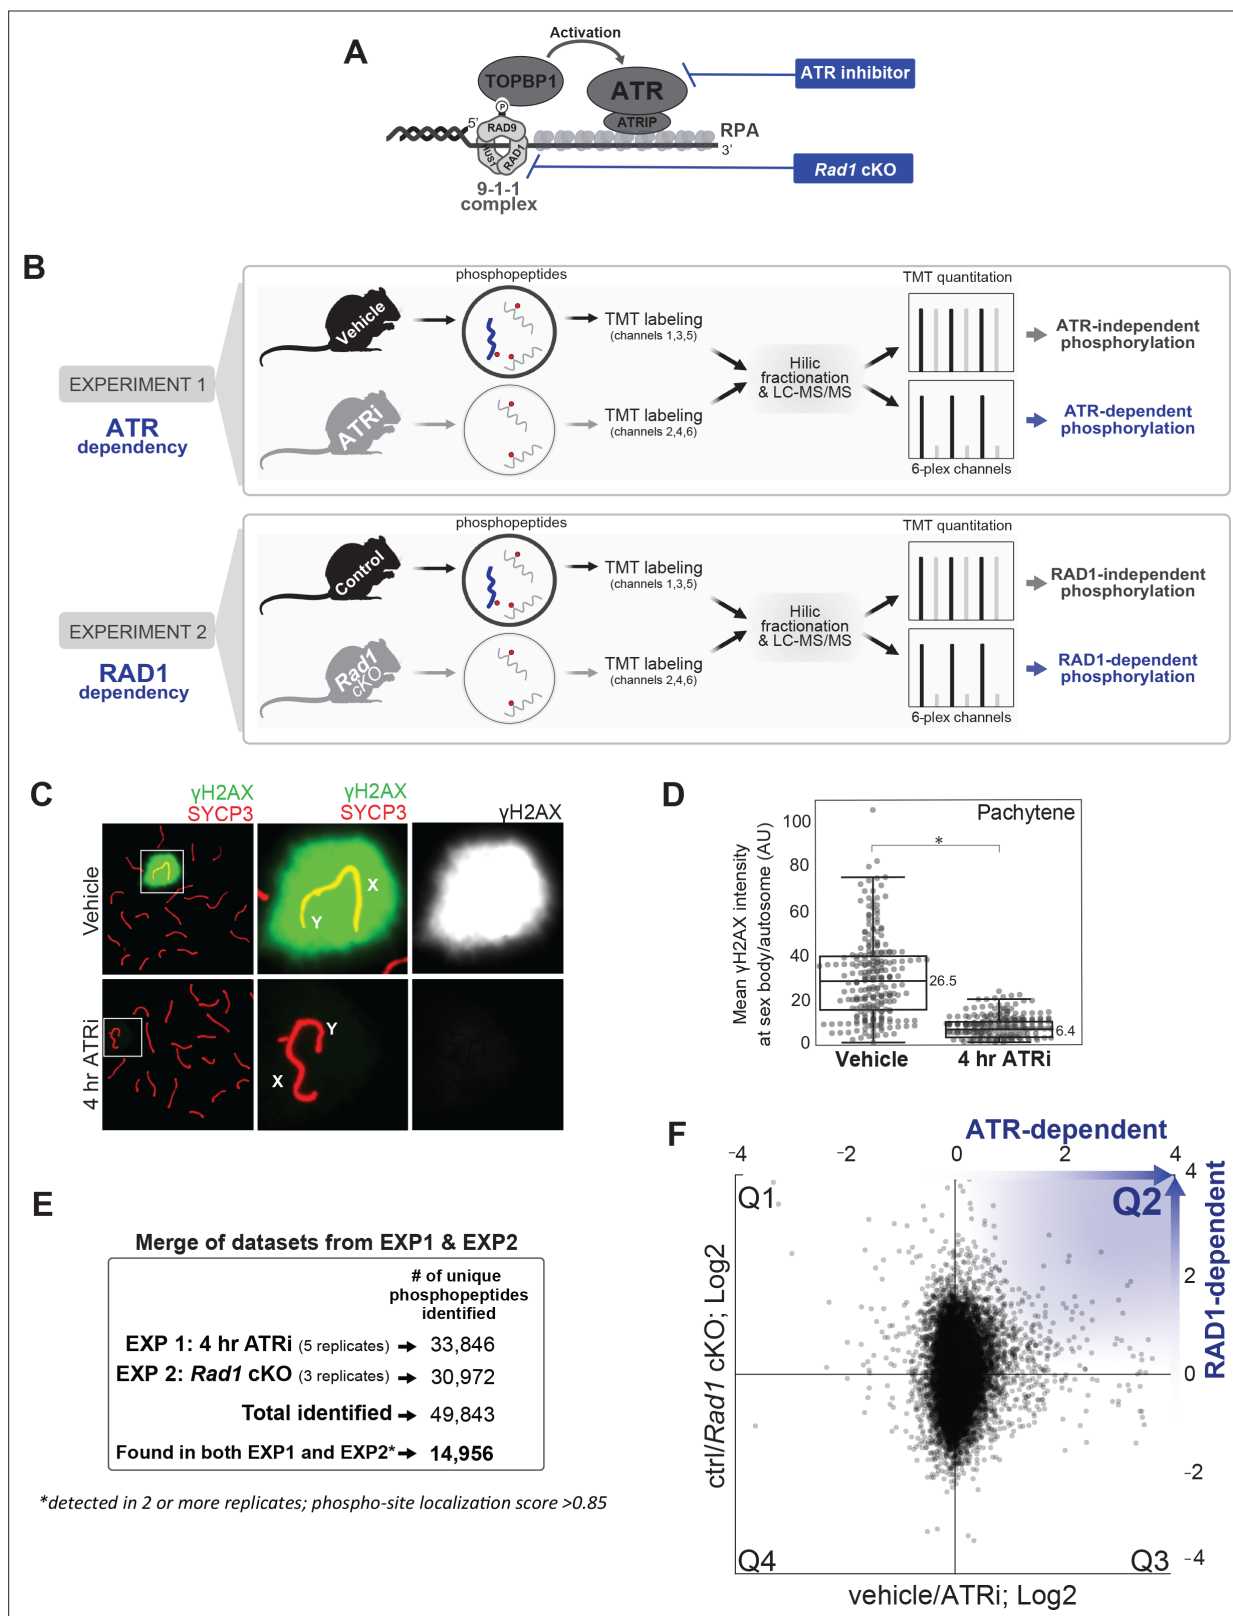 A
Activation
TOPBP1
ATR
ATRIP
ATR inhibitor
P
5'
RAD9
HUS1
RAD1
RPA
3'
Rad1 cKO
9-1-1
complex
B
EXPERIMENT 1
ATR
dependency
phosphopeptides
TMT quantitation
Vehicle
TMT labeling
(channels 1,3,5)
ATR-independent
phosphorylation
Hilic
fractionation
& LC-MS/MS
ATRi
TMT labeling
(channels 2,4,6)
ATR-dependent
phosphorylation
6-plex channels
EXPERIMENT 2
RAD1
dependency
phosphopeptides
TMT quantitation
Control
TMT labeling
(channels 1,3,5)
RAD1-independent
phosphorylation
Hilic
fractionation
& LC-MS/MS
Rad1
cKO
TMT labeling
(channels 2,4,6)
RAD1-dependent
phosphorylation
6-plex channels
C
γH2AX
SYCP3
γH2AX
SYCP3
γH2AX
Vehicle
X
Y
4 hr ATRi
Y
X
D
Pachytene
Mean γH2AX intensity
at sex body/autosome (AU)
100
80
60
40
20
0
*
26.5
6.4
Vehicle
4 hr ATRi
E
Merge of datasets from EXP1 & EXP2
# of unique
phosphopeptides
identified
EXP 1: 4 hr ATRi (5 replicates) → 33,846
EXP 2: Rad1 cKO (3 replicates) → 30,972
Total identified → 49,843
Found in both EXP1 and EXP2* → 14,956
*detected in 2 or more replicates; phospho-site localization score >0.85
F
ATR-dependent
-4 -2 0 2 4
Q1
Q2
Q4
Q3
4
2
0
-2
-4
RAD1-dependent
ctrl/Rad1 cKO; Log2
vehicle/ATRi; Log2